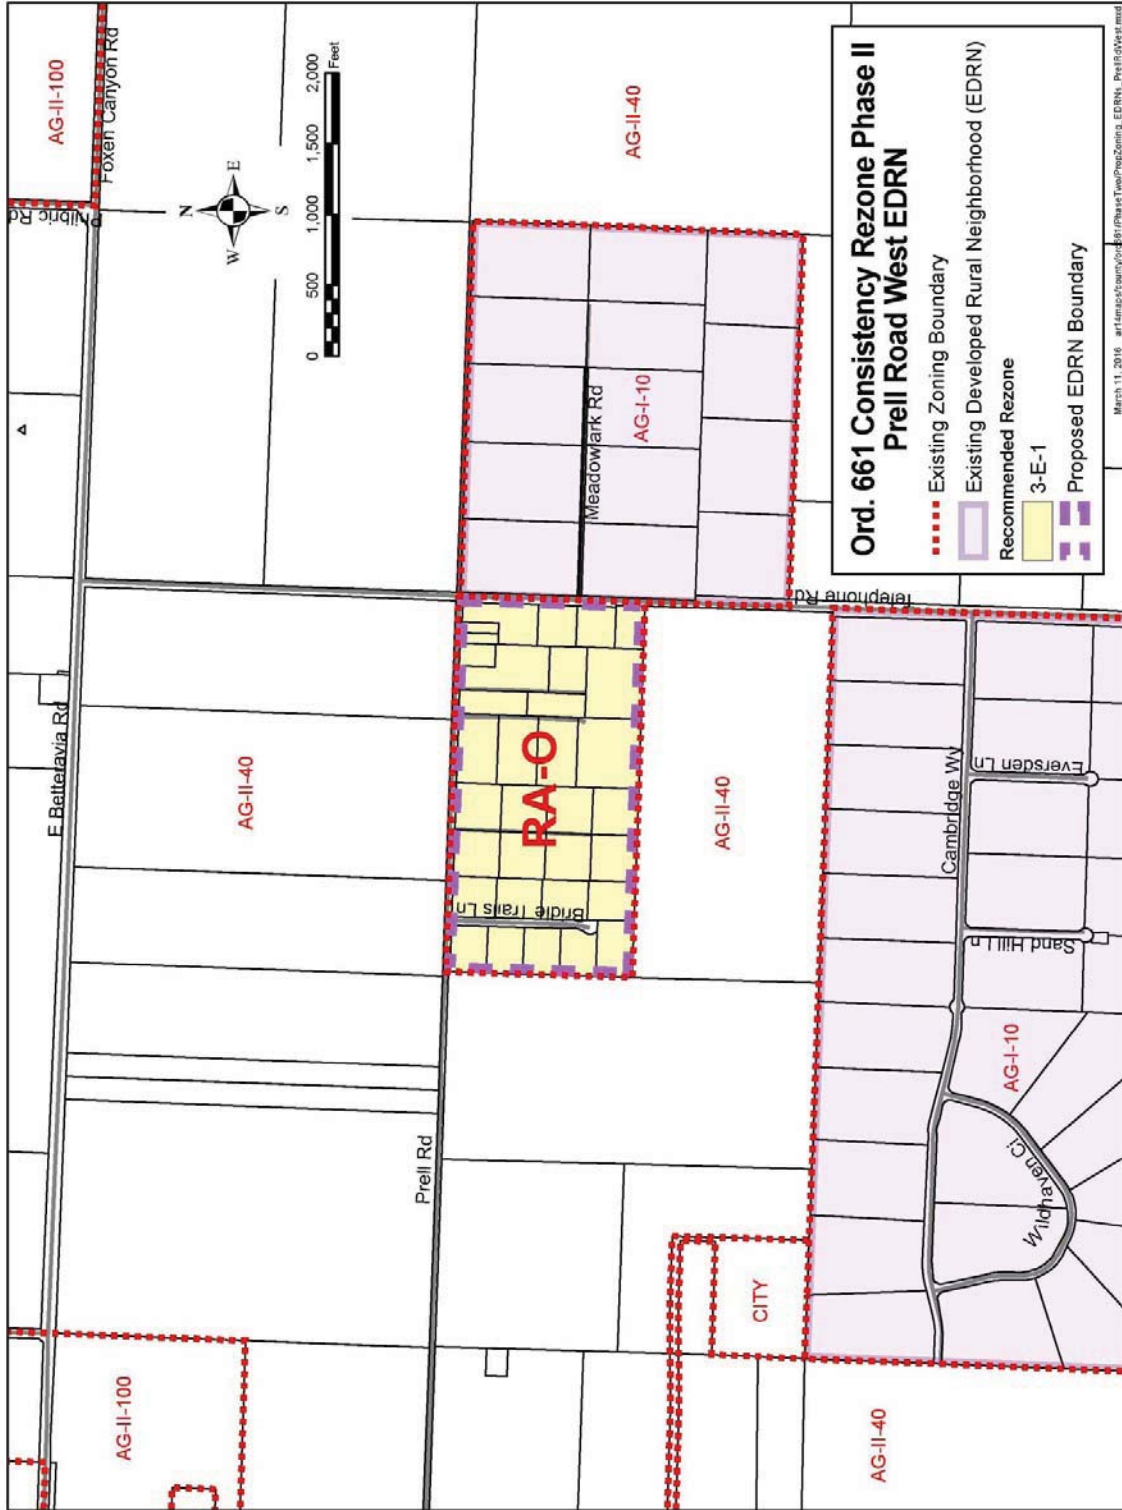 AG-II-100
Foxen Canyon Rd
Philbric Rd
N
W
E
S
0
500
1,000
1,500
2,000
Feet
E Betteravia Rd
AG-II-40
AG-II-40
Meadowlark Rd
AG-I-10
Telephone Rd
RA-O
Bridle Trails Ln
Prell Rd
AG-II-40
Cambridge Wy
Eversden Ln
Sand Hill Ln
AG-I-10
Wildhaven Ci
CITY
AG-II-100
AG-II-40
Ord. 661 Consistency Rezone Phase II
Prell Road West EDRN
Existing Zoning Boundary
Existing Developed Rural Neighborhood (EDRN)
Recommended Rezone
3-E-1
Proposed EDRN Boundary
March 11, 2016